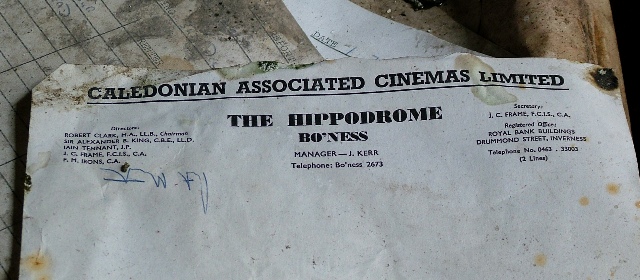 CALEDONIAN ASSOCIATED CINEMAS LIMITED
THE HIPPODROME
BO'NESS
MANAGER — J. KERR
Telephone: Bo'ness 2673
Directors:
ROBERT CLARK, M.A., LL.B., Chairman
SIR ALEXANDER B. KING, C.B.E., LL.D.
IAIN TENNANT, J.P.
J. C. FRAME, F.C.I.S., C.A.
P. M. IRONS, C.A.
Secretary:
J. C. FRAME, F.C.I.S., C.A.
Registered Office:
ROYAL BANK BUILDINGS
DRUMMOND STREET, INVERNESS
Telephone No. 0463 - 33003
(2 Lines)
DATE